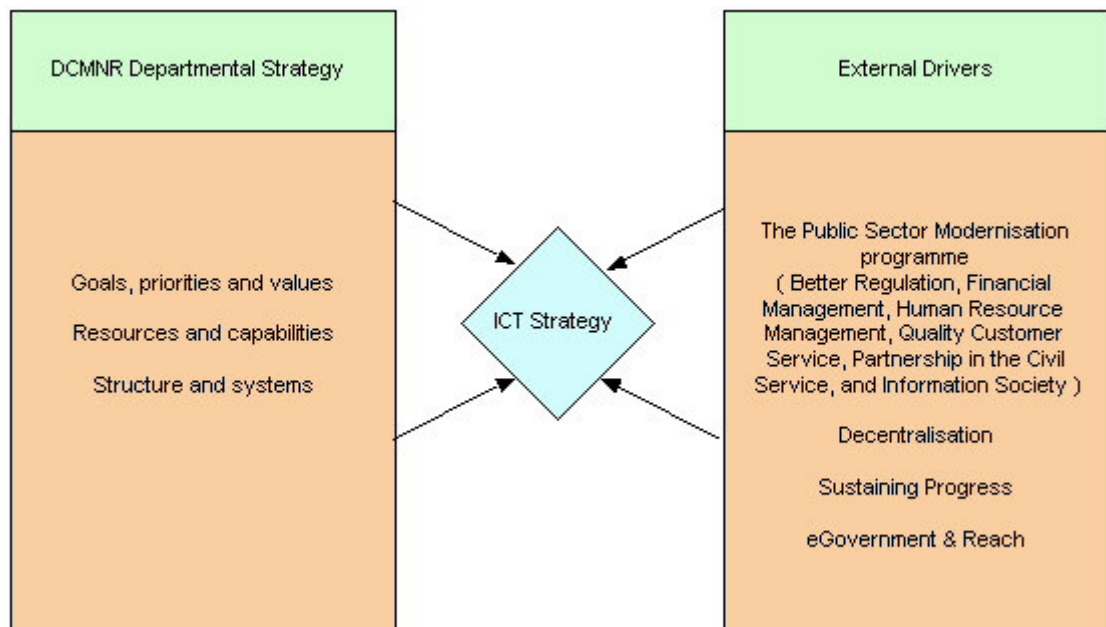 DCMNR Departmental Strategy
Goals, priorities and values
Resources and capabilities
Structure and systems
ICT Strategy
External Drivers
The Public Sector Modernisation
programme
( Better Regulation, Financial
Management, Human Resource
Management, Quality Customer
Service, Partnership in the Civil
Service, and Information Society )
Decentralisation
Sustaining Progress
eGovernment & Reach